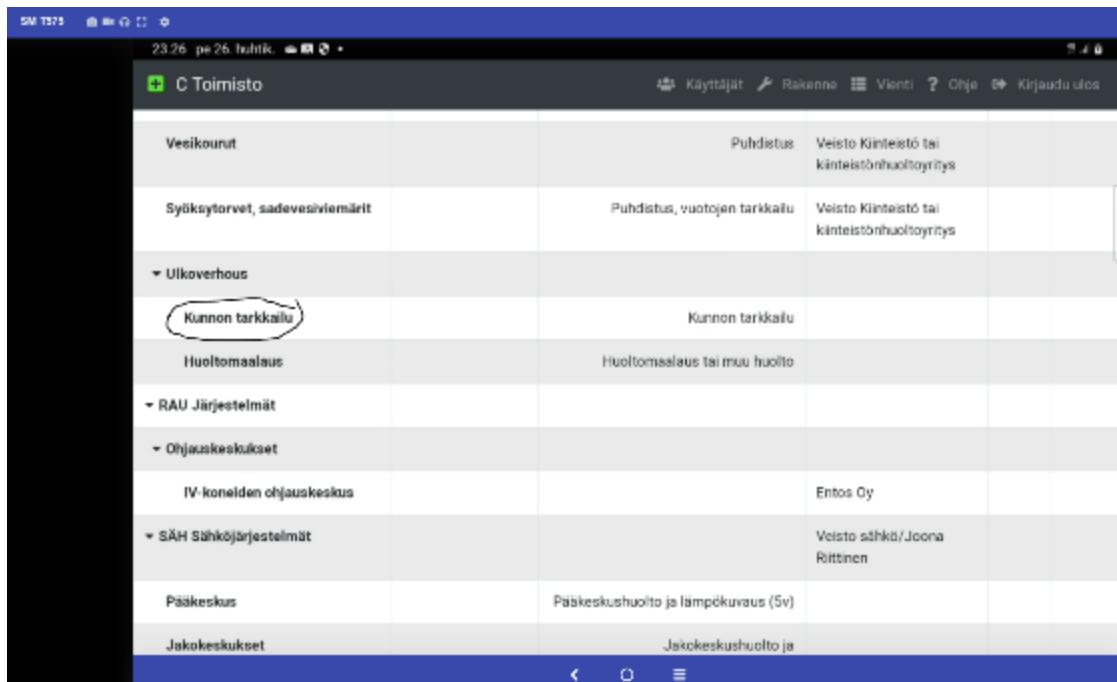 SM T575
23.26 pe 26. huhtik.
C Toimisto
Käyttäjät Rakenne Vienti ? Ohje Kirjaudu ulos
Vesikourut Puhdistus Veisto Kiinteistö tai
kiinteistönhuoltoyritys
Syöksytorvet, sadevesiviemärit Puhdistus, vuotojen tarkkailu Veisto Kiinteistö tai
kiinteistönhuoltoyritys
Ulkoverhous
Kunnon tarkkailu Kunnon tarkkailu
Huoltomaalaus Huoltomaalaus tai muu huolto
RAU Järjestelmät
Ohjauskeskukset
IV-koneiden ohjauskeskus Entos Oy
SÄH Sähköjärjestelmät Veisto sähkö/Joona
Riittinen
Pääkeskus Pääkeskushuolto ja lämpökuvaus (5v)
Jakokeskukset Jakokeskushuolto ja